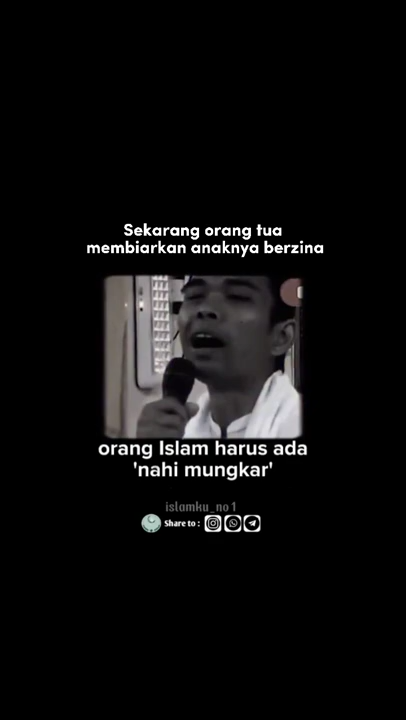 Sekarang orang tua
membiarkan anaknya berzina
orang Islam harus ada
'nahi mungkar'
islamku_no1
Share to :